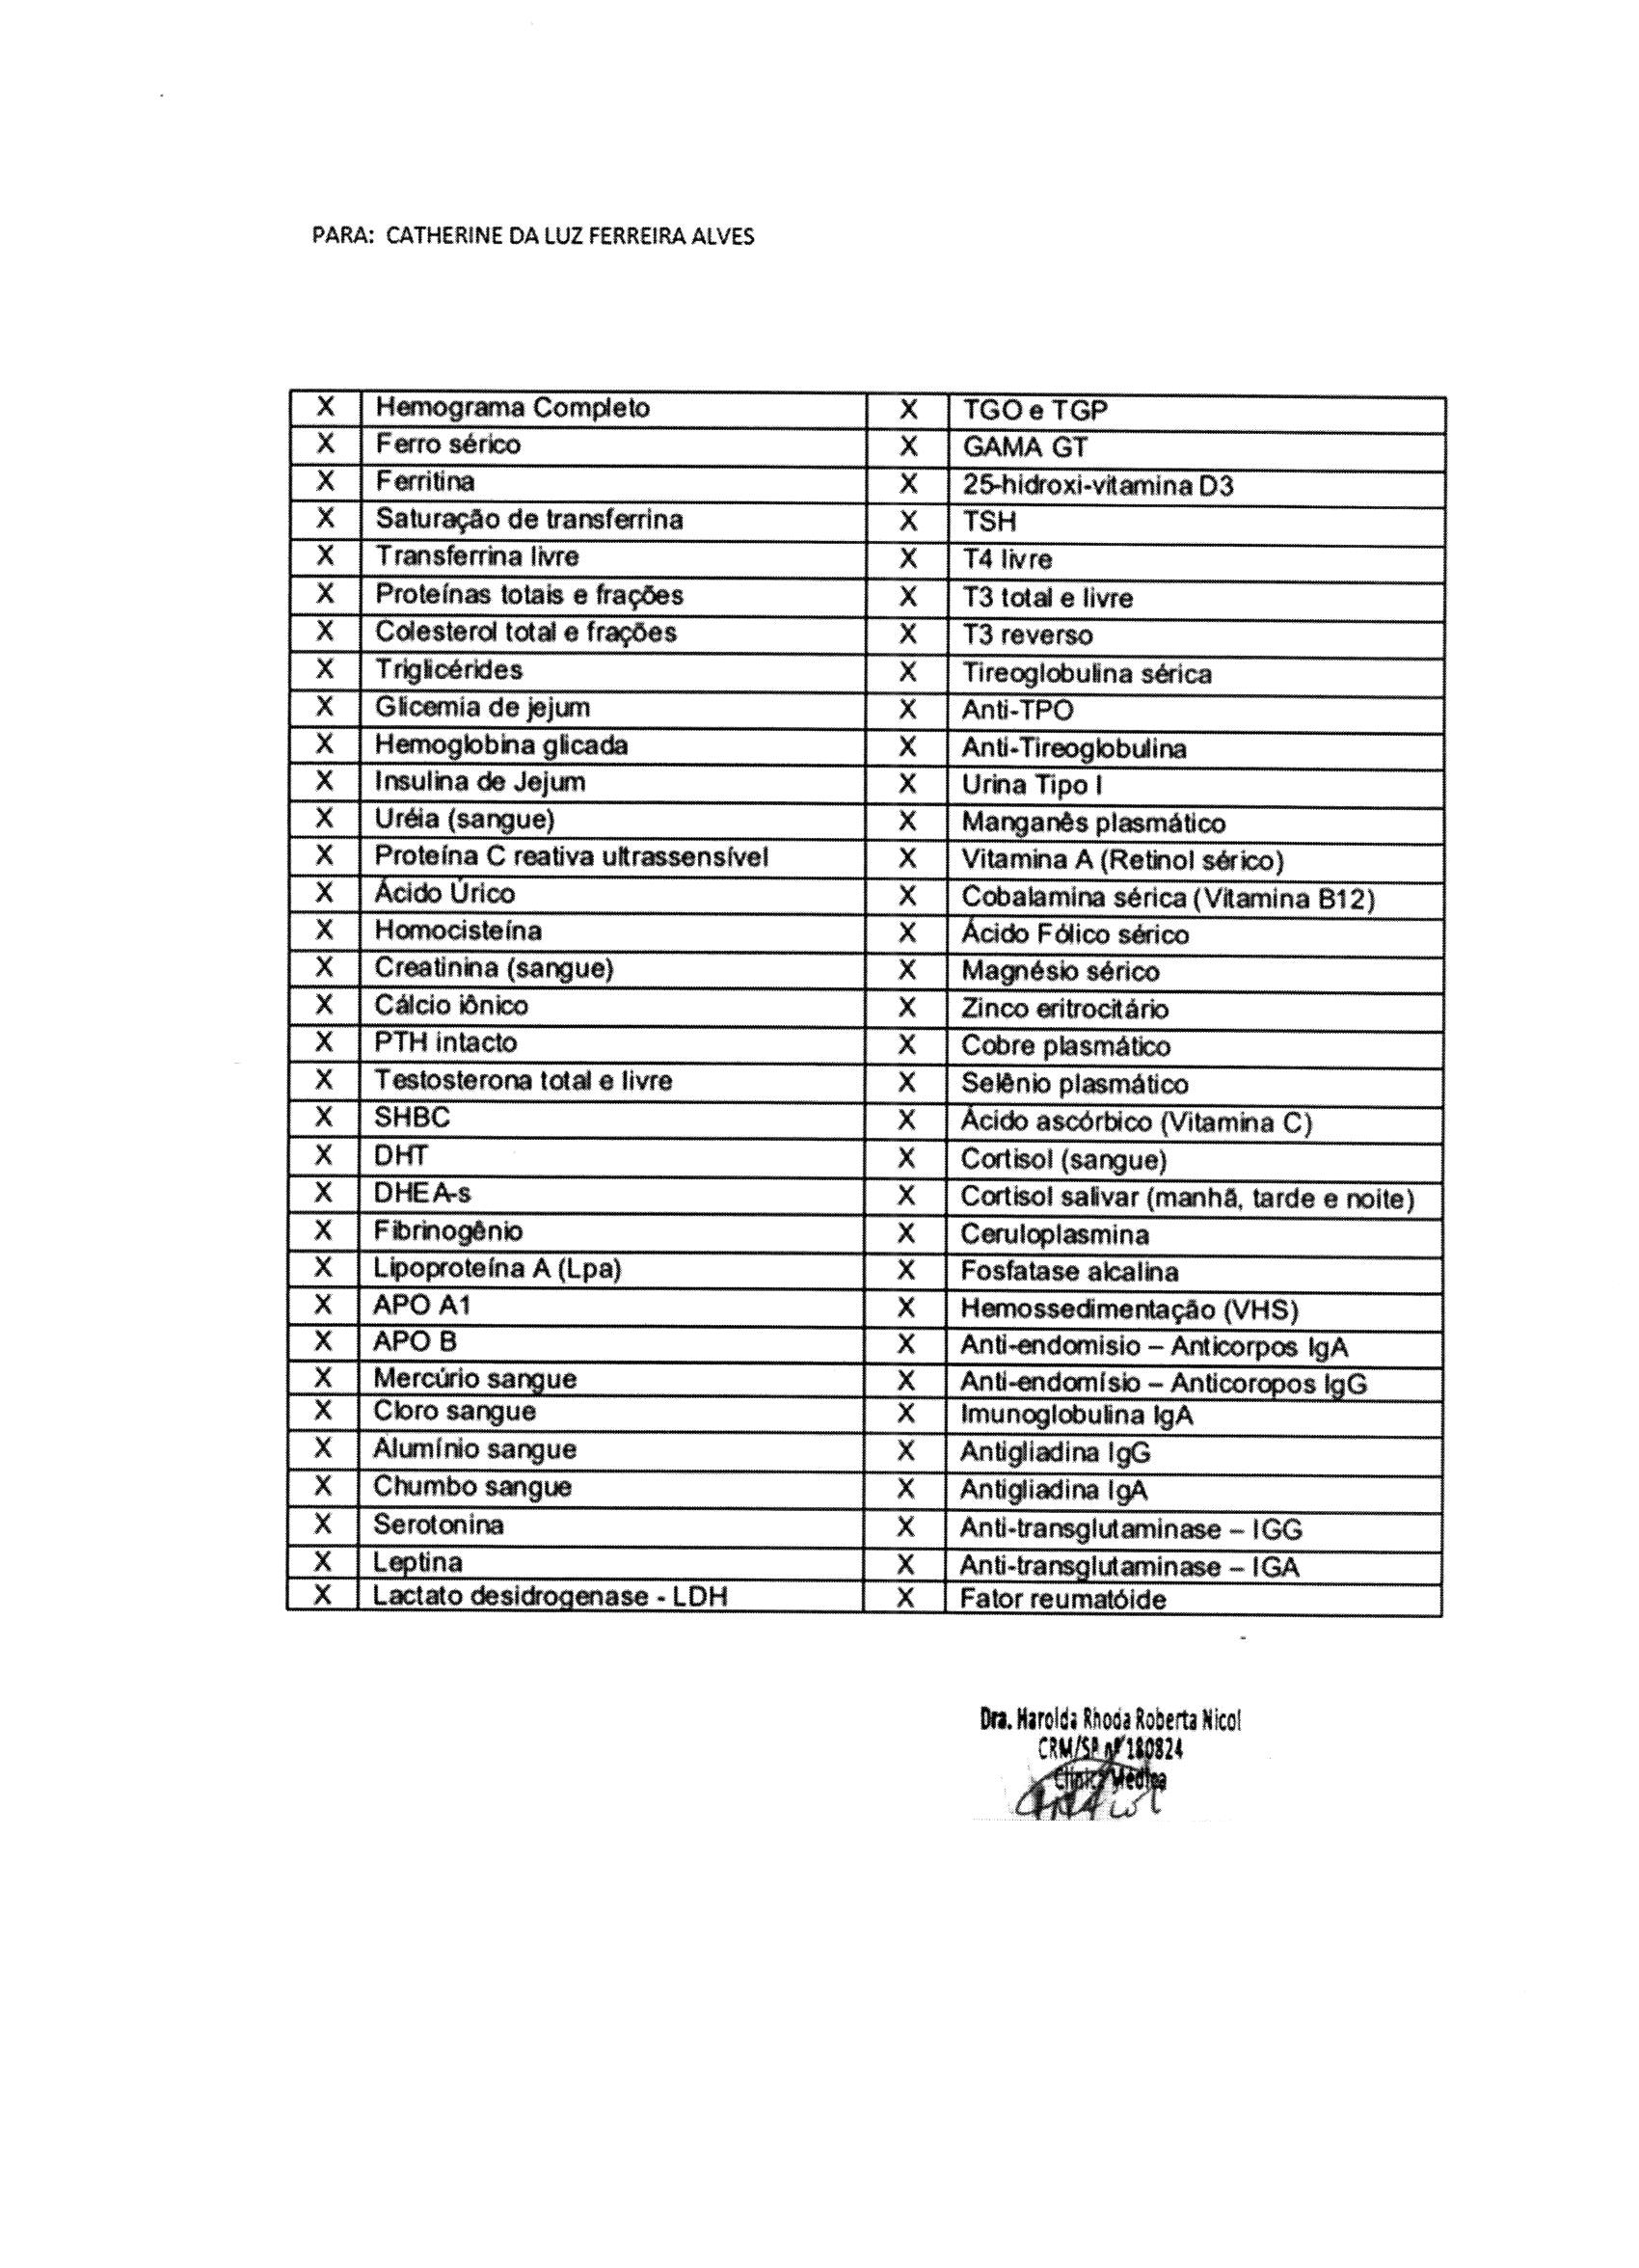 PARA: CATHERINE DA LUZ FERREIRA ALVES
X Hemograma Completo X TGO e TGP
X Ferro sérico X GAMA GT
X Ferritina X 25-hidroxi-vitamina D3
X Saturação de transferrina X TSH
X Transferrina livre X T4 livre
X Proteínas totais e frações X T3 total e livre
X Colesterol total e frações X T3 reverso
X Triglicérides X Tireoglobulina sérica
X Glicemia de jejum X Anti-TPO
X Hemoglobina glicada X Anti-Tireoglobulina
X Insulina de Jejum X Urina Tipo I
X Uréia (sangue) X Manganês plasmático
X Proteína C reativa ultrassensível X Vitamina A (Retinol sérico)
X Ácido Úrico X Cobalamina sérica (Vitamina B12)
X Homocisteína X Ácido Fólico sérico
X Creatinina (sangue) X Magnésio sérico
X Cálcio iônico X Zinco eritrocitário
X PTH intacto X Cobre plasmático
X Testosterona total e livre X Selênio plasmático
X SHBC X Ácido ascórbico (Vitamina C)
X DHT X Cortisol (sangue)
X DHEA-s X Cortisol salivar (manhã, tarde e noite)
X Fibrinogênio X Ceruloplasmina
X Lipoproteína A (Lpa) X Fosfatase alcalina
X APO A1 X Hemossedimentação (VHS)
X APO B X Anti-endomisio – Anticorpos IgA
X Mercúrio sangue X Anti-endomísio – Anticoropos IgG
X Cloro sangue X Imunoglobulina IgA
X Alumínio sangue X Antigliadina IgG
X Chumbo sangue X Antigliadina IgA
X Serotonina X Anti-transglutaminase – IGG
X Leptina X Anti-transglutaminase – IGA
X Lactato desidrogenase - LDH X Fator reumatóide
Dra. Harolda Rhoda Roberta Nicol
CRM/SP nº 180824
Clínica Médica